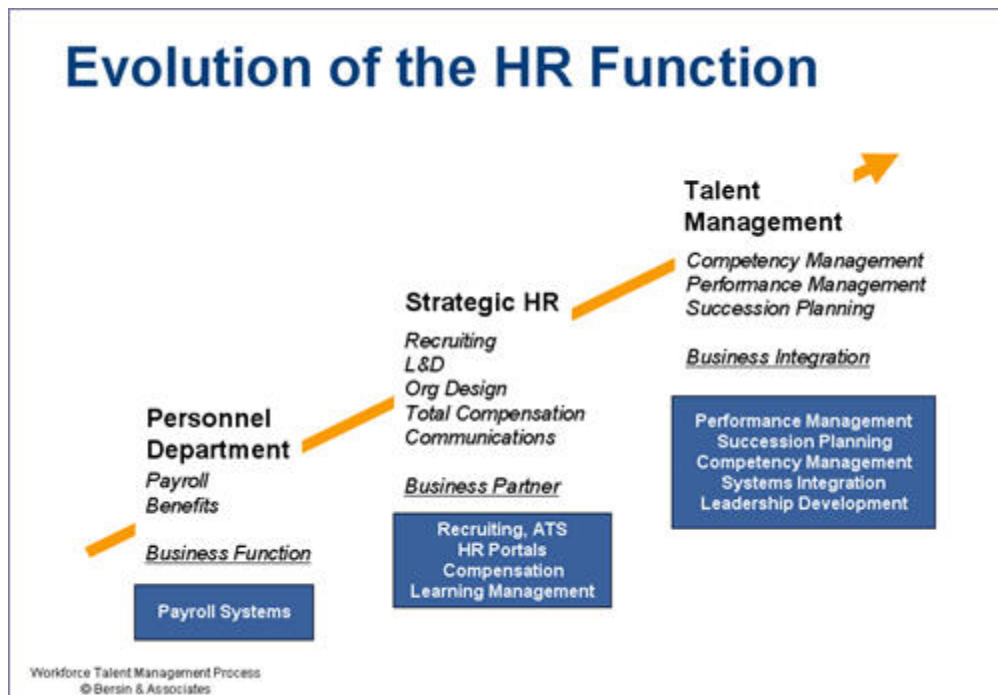 Evolution of the HR Function
Personnel
Department
Payroll
Benefits
Business Function
Payroll Systems
Strategic HR
Recruiting
L&D
Org Design
Total Compensation
Communications
Business Partner
Recruiting, ATS
HR Portals
Compensation
Learning Management
Talent
Management
Competency Management
Performance Management
Succession Planning
Business Integration
Performance Management
Succession Planning
Competency Management
Systems Integration
Leadership Development
Workforce Talent Management Process
© Bersin & Associates